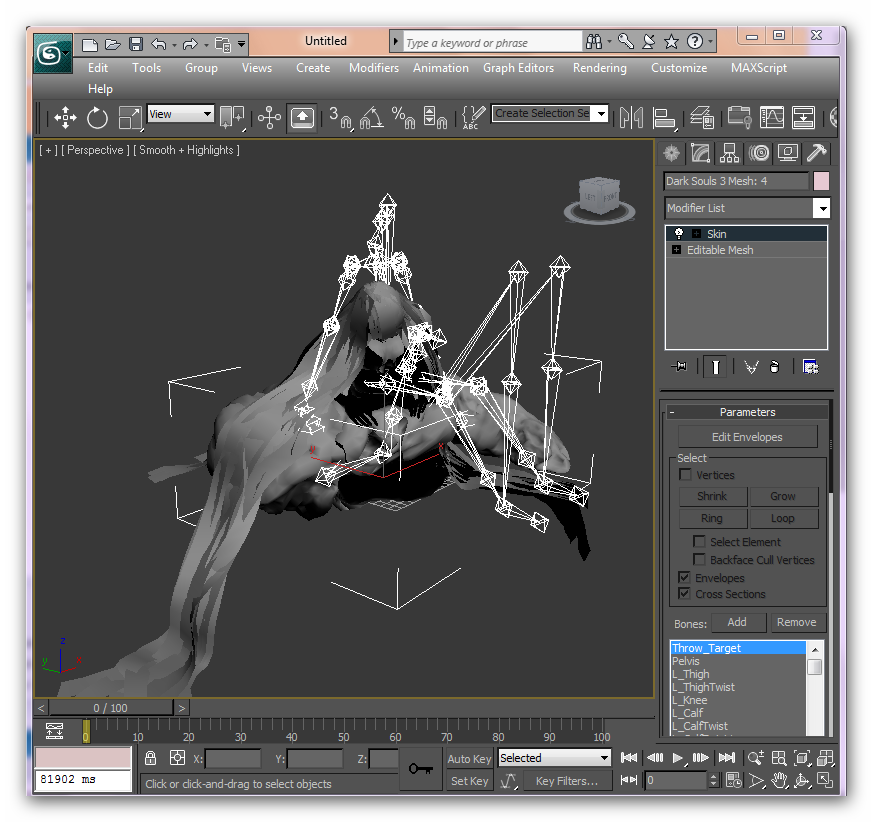 Untitled
Type a keyword or phrase
Edit Tools Group Views Create Modifiers Animation Graph Editors Rendering Customize MAXScript
Help
View
3
%
ABC
Create Selection Se
[ + ] [ Perspective ] [ Smooth + Highlights ]
FRONT
Dark Souls 3 Mesh: 4
Modifier List
Skin
Editable Mesh
Parameters
Edit Envelopes
Select
Vertices
Shrink Grow
Ring Loop
Select Element
Backface Cull Vertices
Envelopes
Cross Sections
Bones: Add Remove
Throw_Target
Pelvis
L_Thigh
L_ThighTwist
L_Knee
L_Calf
L_CalfTwist
x
z
y
x
< 0 / 100 >
0 10 20 30 40 50 60 70 80 90 100
81902 ms
X: Y: Z:
Click or click-and-drag to select objects
Auto Key Selected
Set Key Key Filters...
0